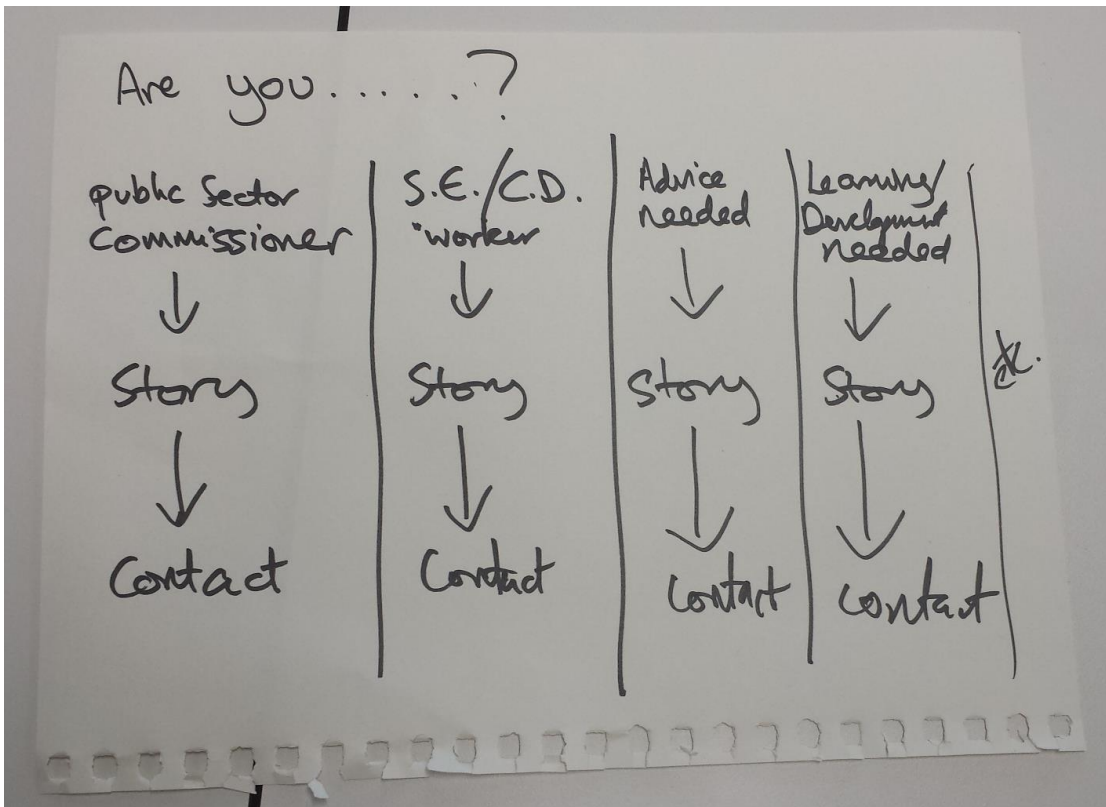 Are you......?
public Sector
Commissioner
↓
Story
↓
Contact
S.E./C.D.
"worker
↓
Story
↓
Contact
Advice
needed
↓
Story
↓
Contact
Learning/
Development
needed
↓
Story
↓
Contact
etc.